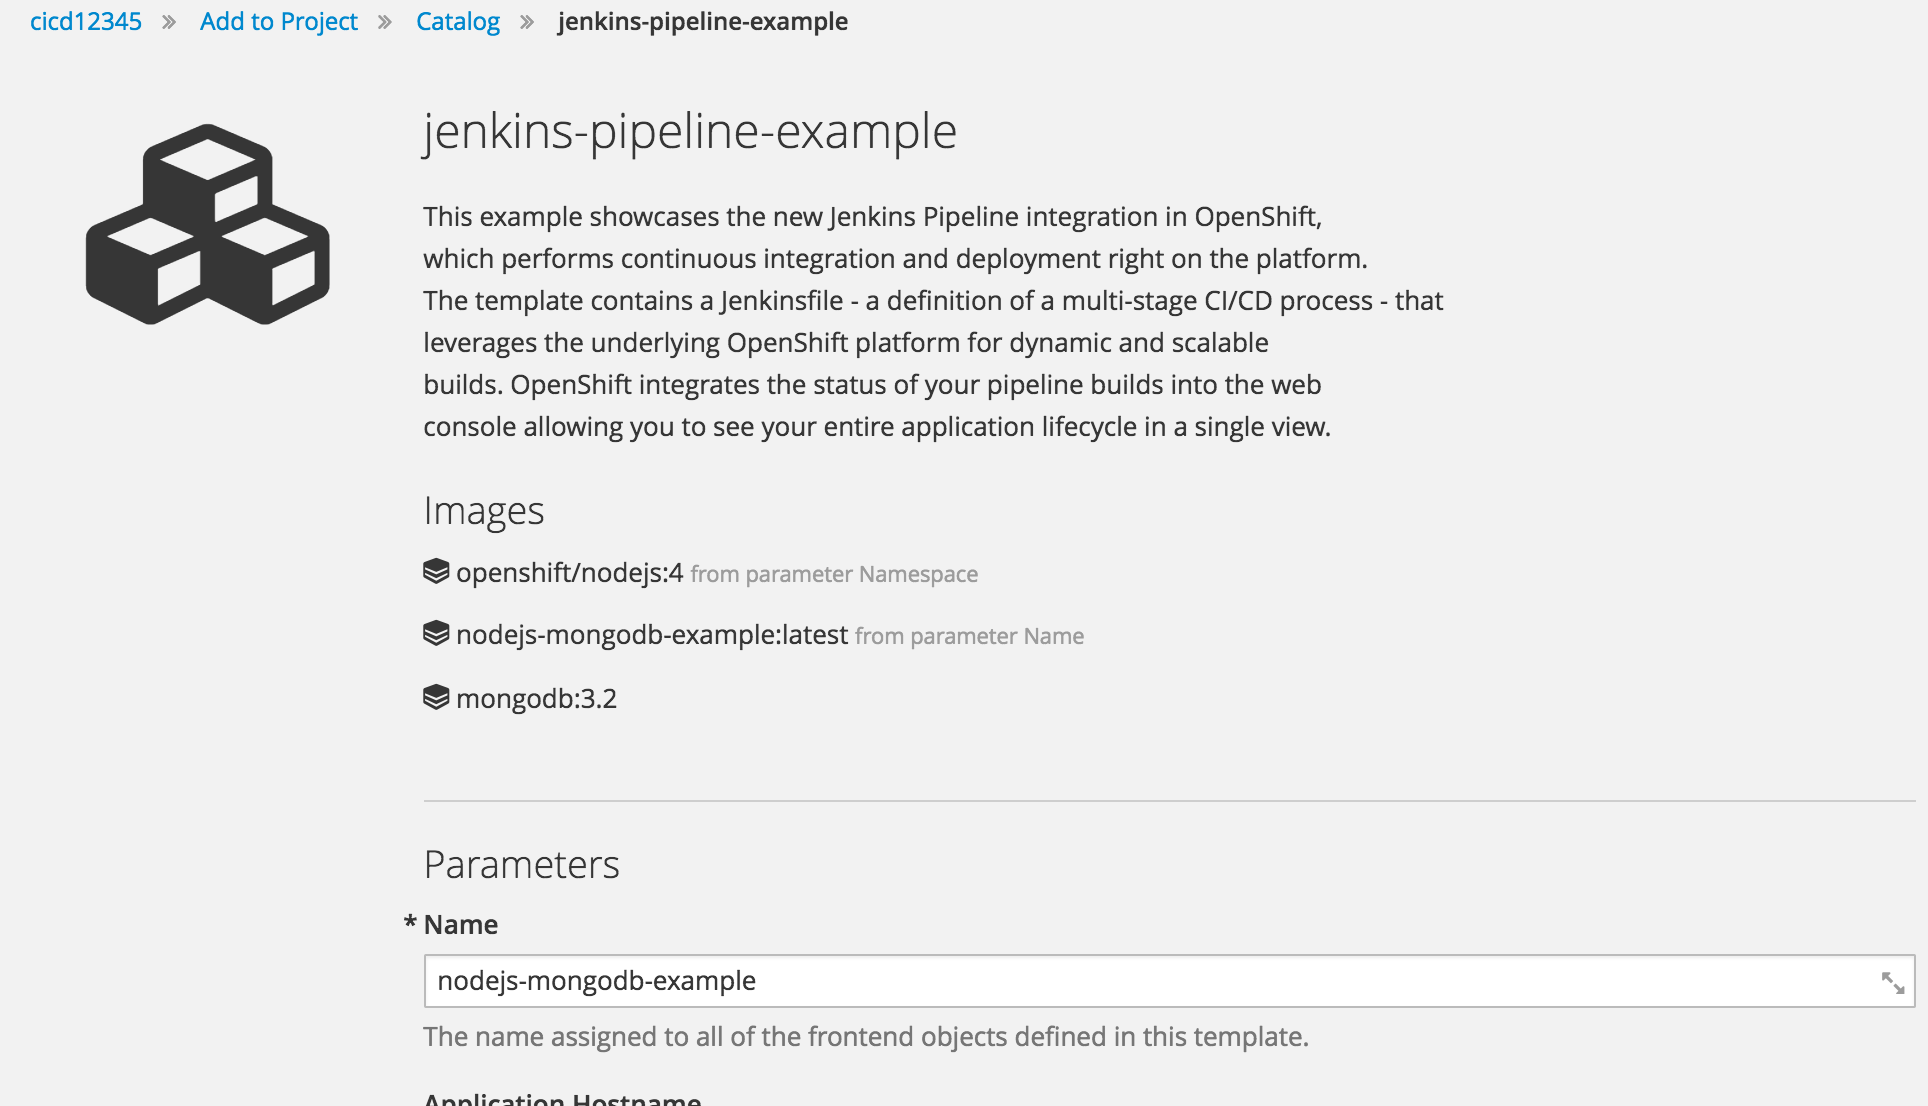 cicd12345 » Add to Project » Catalog » jenkins-pipeline-example
jenkins-pipeline-example
This example showcases the new Jenkins Pipeline integration in OpenShift,
which performs continuous integration and deployment right on the platform.
The template contains a Jenkinsfile - a definition of a multi-stage CI/CD process - that
leverages the underlying OpenShift platform for dynamic and scalable
builds. OpenShift integrates the status of your pipeline builds into the web
console allowing you to see your entire application lifecycle in a single view.
Images
openshift/nodejs:4 from parameter Namespace
nodejs-mongodb-example:latest from parameter Name
mongodb:3.2
Parameters
* Name
nodejs-mongodb-example
The name assigned to all of the frontend objects defined in this template.
Application Hostname